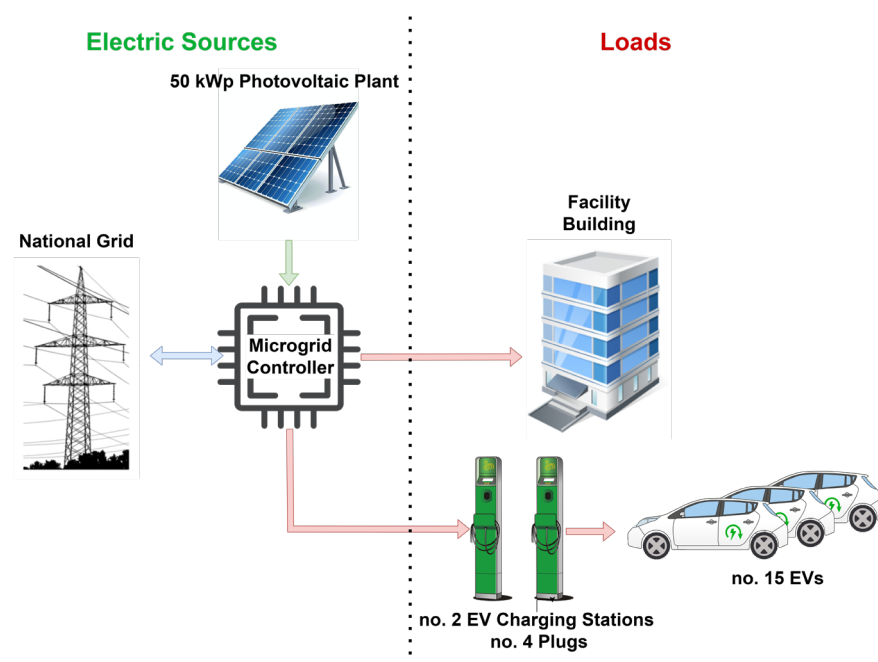 Electric Sources
Loads
50 kWp Photovoltaic Plant
Facility
Building
National Grid
Microgrid
Controller
no. 2 EV Charging Stations
no. 4 Plugs
no. 15 EVs